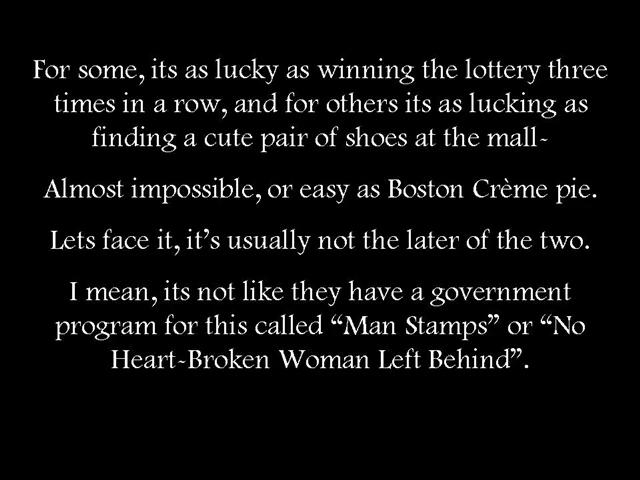 For some, its as lucky as winning the lottery three
times in a row, and for others its as lucking as
finding a cute pair of shoes at the mall-
Almost impossible, or easy as Boston Crème pie.
Lets face it, it's usually not the later of the two.
I mean, its not like they have a government
program for this called “Man Stamps” or “No
Heart-Broken Woman Left Behind”.